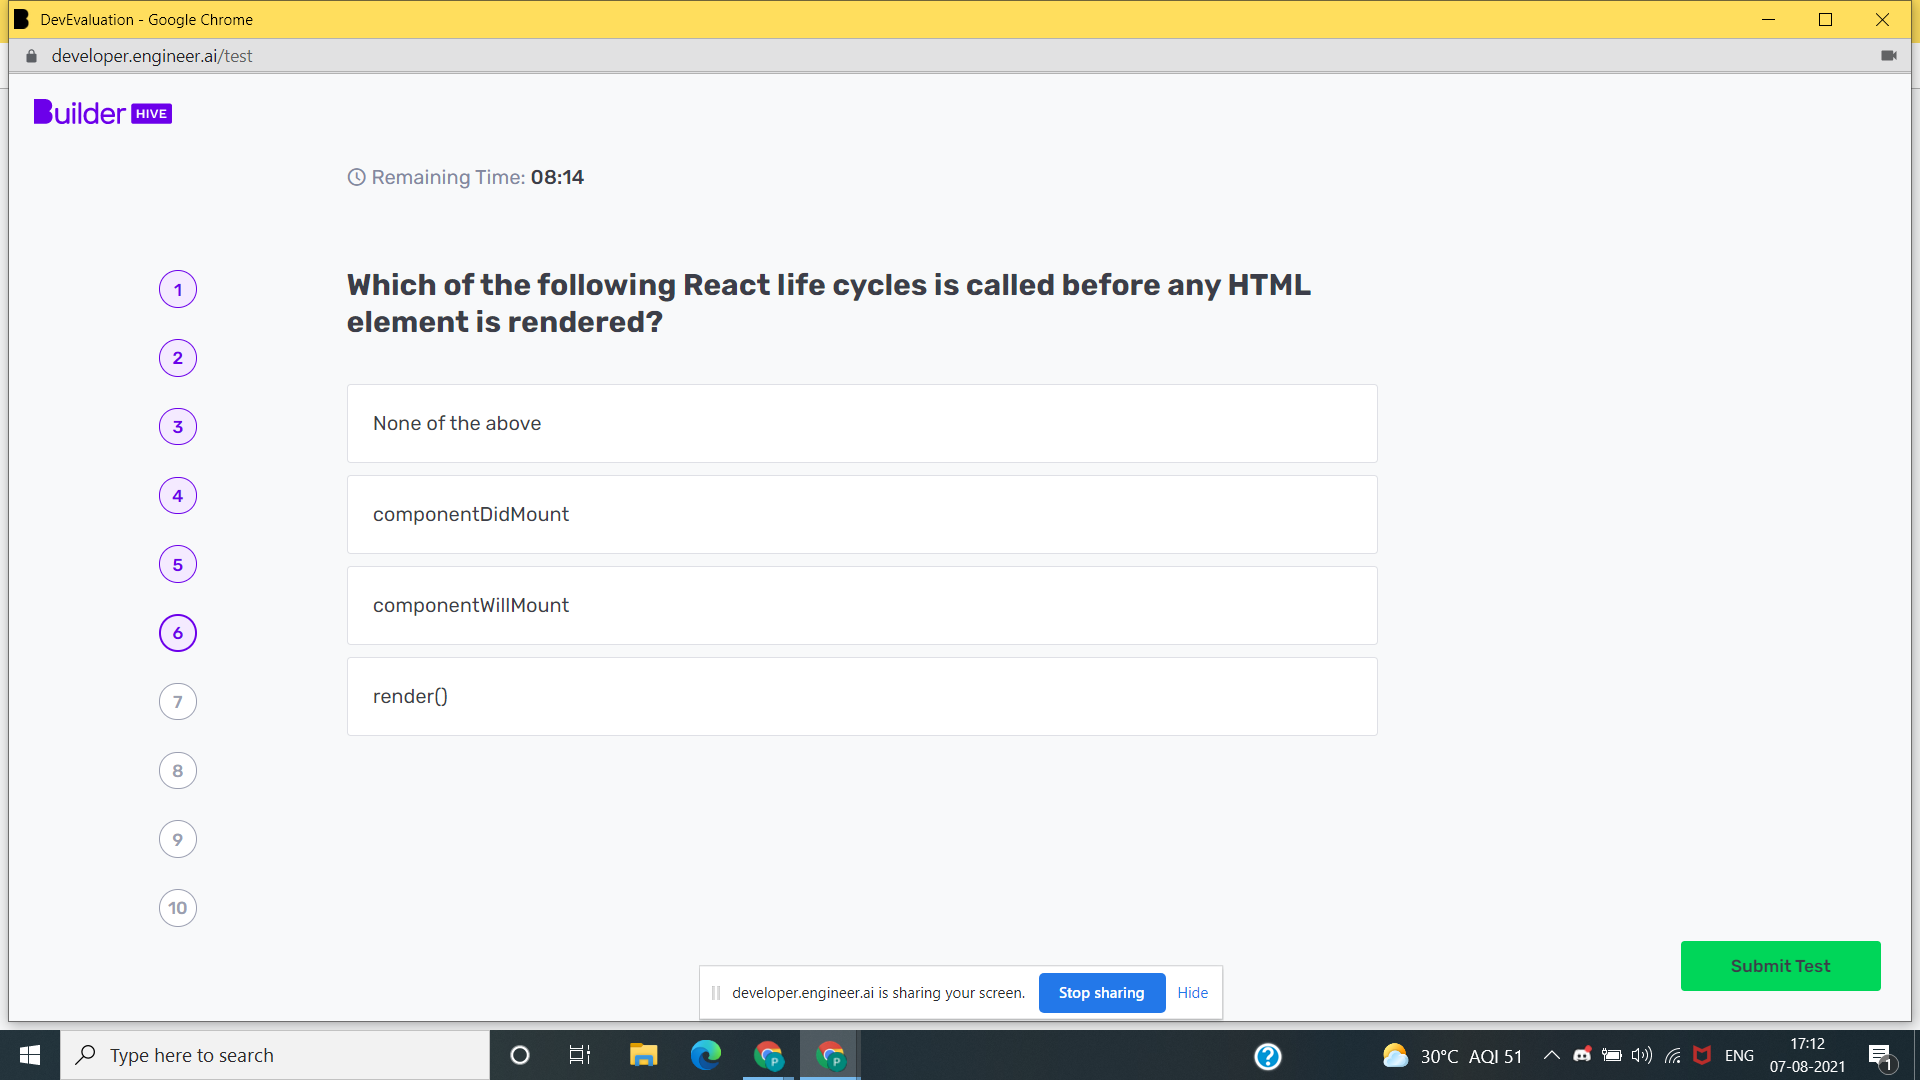 DevEvaluation - Google Chrome
developer.engineer.ai/test
Builder HIVE
Remaining Time: 08:14
Which of the following React life cycles is called before any HTML
element is rendered?
1
2
3
4
5
6
7
8
9
10
None of the above
componentDidMount
componentWillMount
render()
Submit Test
developer.engineer.ai is sharing your screen. Stop sharing Hide
Type here to search
P
P
30°C AQI 51
ENG
17:12
07-08-2021
1